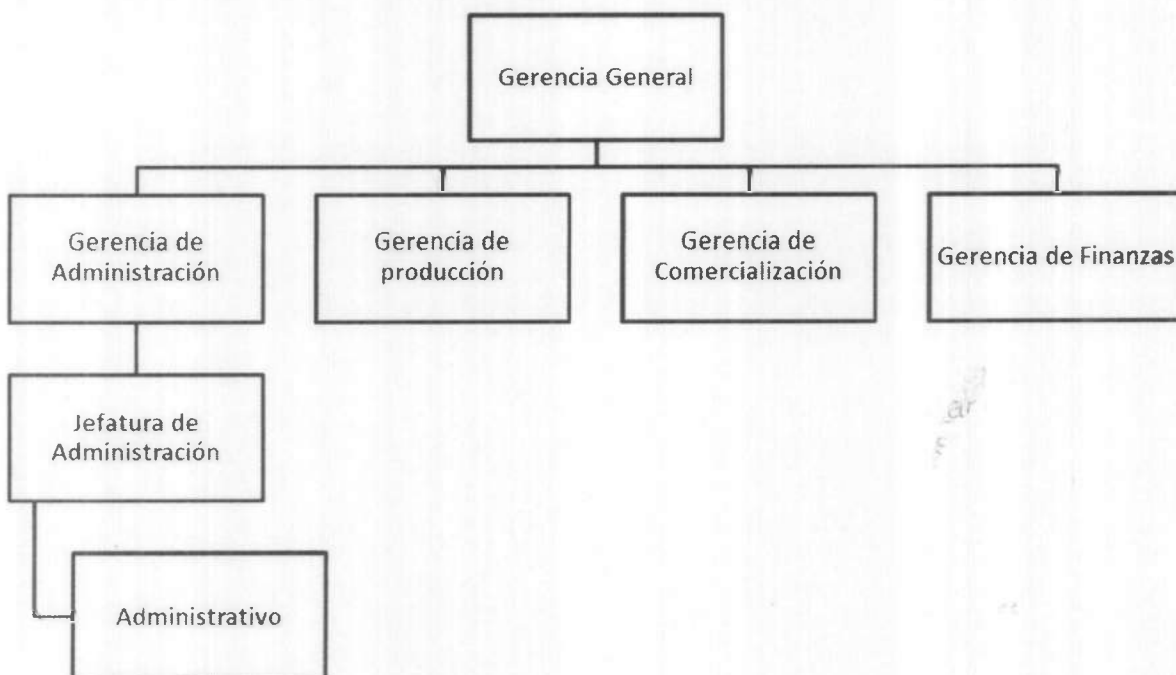 Gerencia General
Gerencia de
Administración
Gerencia de
producción
Gerencia de
Comercialización
Gerencia de Finanzas
Jefatura de
Administración
Administrativo